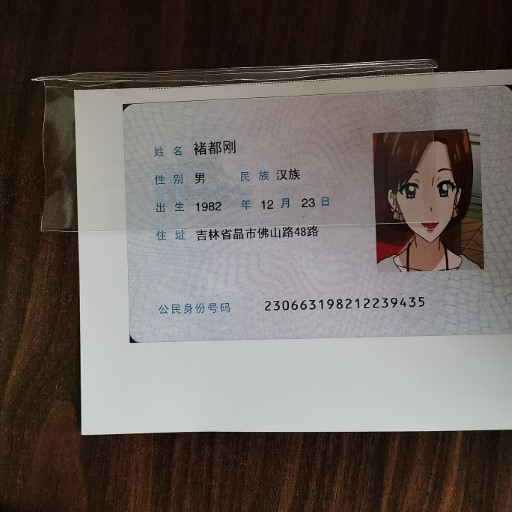 姓名 褚都刚
性别 男 民族 汉族
出生 1982 年 12 月 23 日
住址 吉林省晶市佛山路48路
公民身份号码 230663198212239435